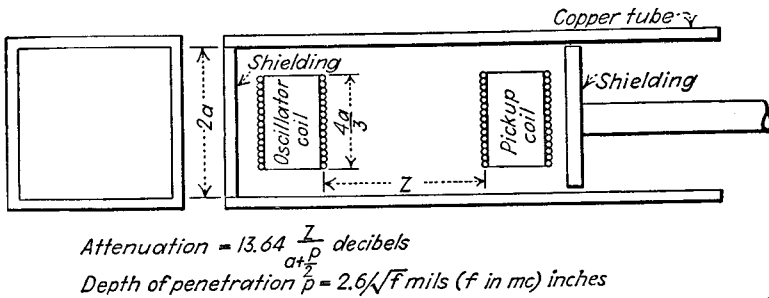 Copper tube
Shielding
Shielding
2a
Oscillator
coil
4a
3
Pickup
coil
Z
Attenuation = 13.64 Z / a+p/2 decibels
Depth of penetration p = 2.6/√f mils (f in mc) inches